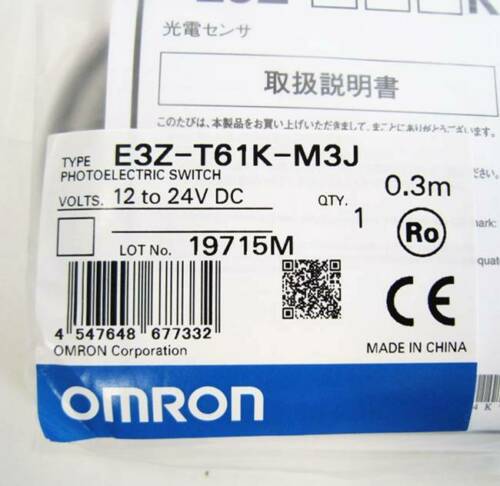 光電センサ
取扱説明書
このたびは、本製品をお買い上げいただきまして、まことにありがとうございます。
TYPE E3Z-T61K-M3J
PHOTOELECTRIC SWITCH
VOLTS. 12 to 24V DC QTY. 1 0.3m
LOT No. 19715M
Ro
CE
4 547648 677332
OMRON Corporation
MADE IN CHINA
OMRON